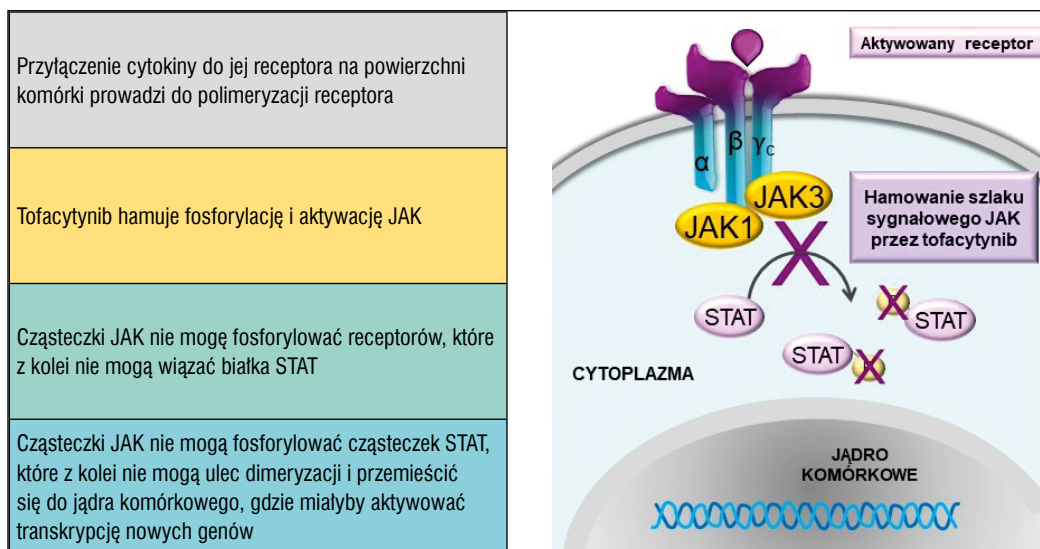 Przyłączenie cytokiny do jej receptora na powierzchni
komórki prowadzi do polimeryzacji receptora
Tofacytynib hamuje fosforylację i aktywację JAK
Cząsteczki JAK nie mogę fosforylować receptorów, które
z kolei nie mogą wiązać białka STAT
Cząsteczki JAK nie mogą fosforylować cząsteczek STAT,
które z kolei nie mogą ulec dimeryzacji i przemieścić
się do jądra komórkowego, gdzie miałyby aktywować
transkrypcję nowych genów
Aktywowany receptor
α
β
γc
JAK3
JAK1
Hamowanie szlaku
sygnałowego JAK
przez tofacytynib
STAT
STAT
STAT
CYTOPLAZMA
JĄDRO
KOMÓRKOWE